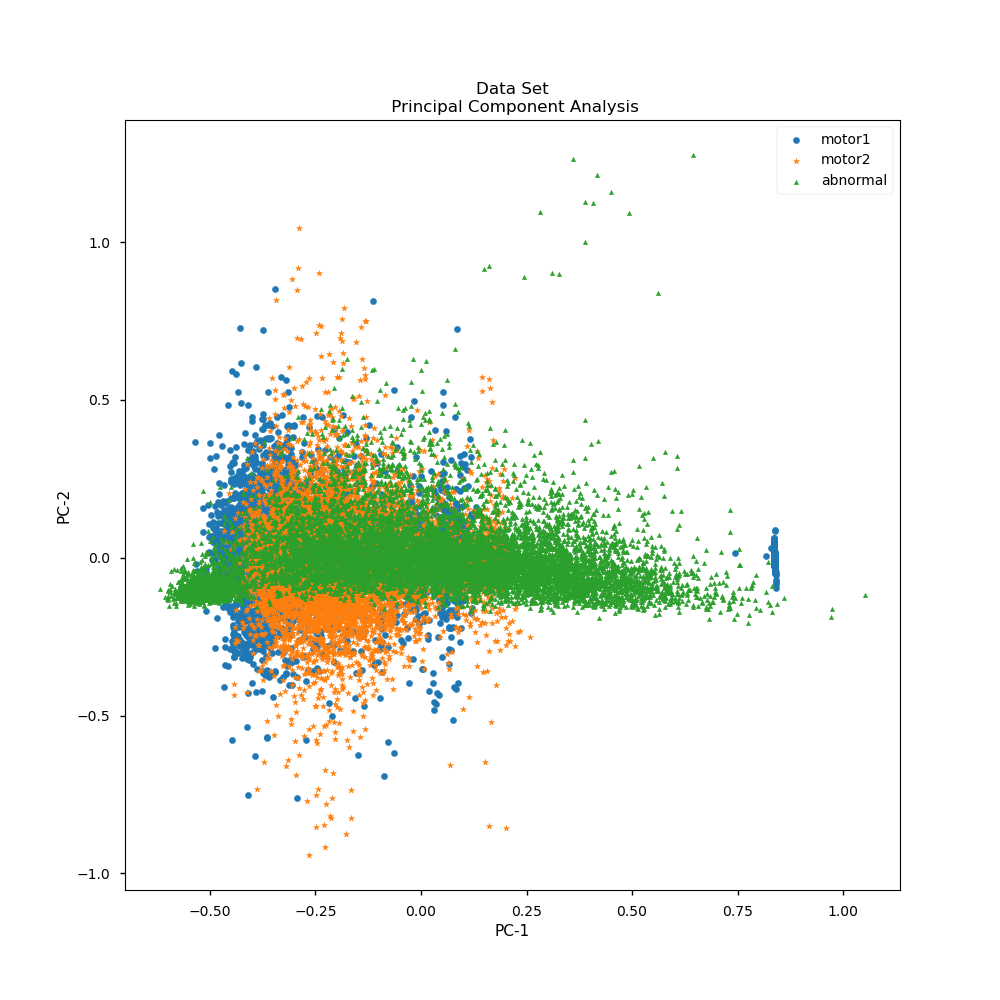 Data Set
Principal Component Analysis
motor1
motor2
abnormal
PC-2
1.0
0.5
0.0
−0.5
−1.0
−0.50
−0.25
0.00
0.25
0.50
0.75
1.00
PC-1